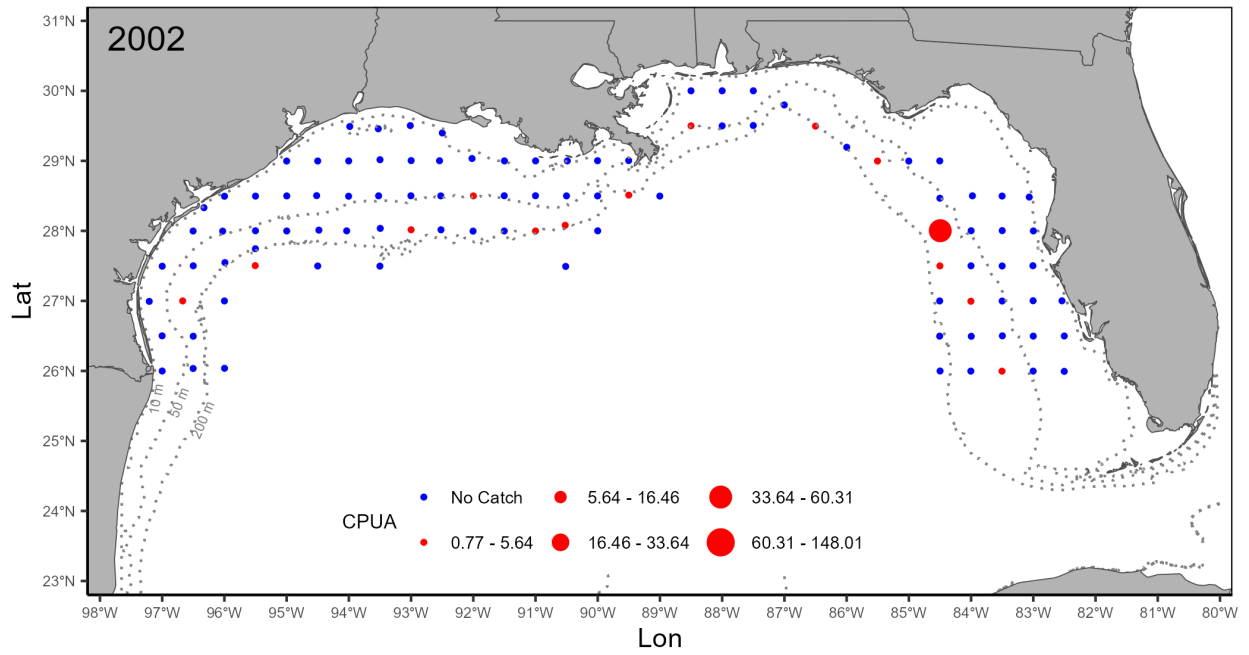 2002
31°N
30°N
29°N
28°N
27°N
26°N
25°N
24°N
23°N
Lat
10 m
50 m
200 m
CPUA
No Catch
5.64 - 16.46
33.64 - 60.31
0.77 - 5.64
16.46 - 33.64
60.31 - 148.01
98°W 97°W 96°W 95°W 94°W 93°W 92°W 91°W 90°W 89°W 88°W 87°W 86°W 85°W 84°W 83°W 82°W 81°W 80°W
Lon